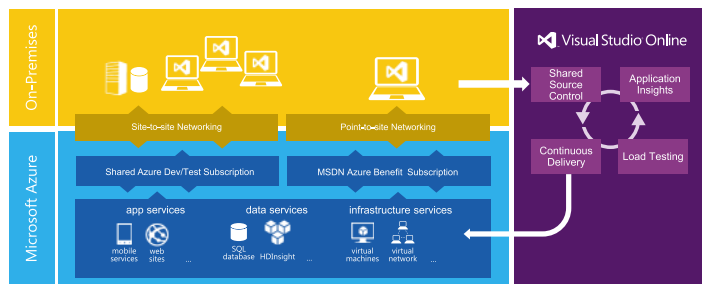 On-Premises
Site-to-site Networking
Point-to-site Networking
Microsoft Azure
Shared Azure Dev/Test Subscription
MSDN Azure Benefit Subscription
app services
data services
infrastructure services
mobile
services
web
sites
...
SQL
database
HDInsight
...
virtual
machines
virtual
network
...
Visual Studio Online
Shared
Source
Control
Application
Insights
Continuous
Delivery
Load Testing